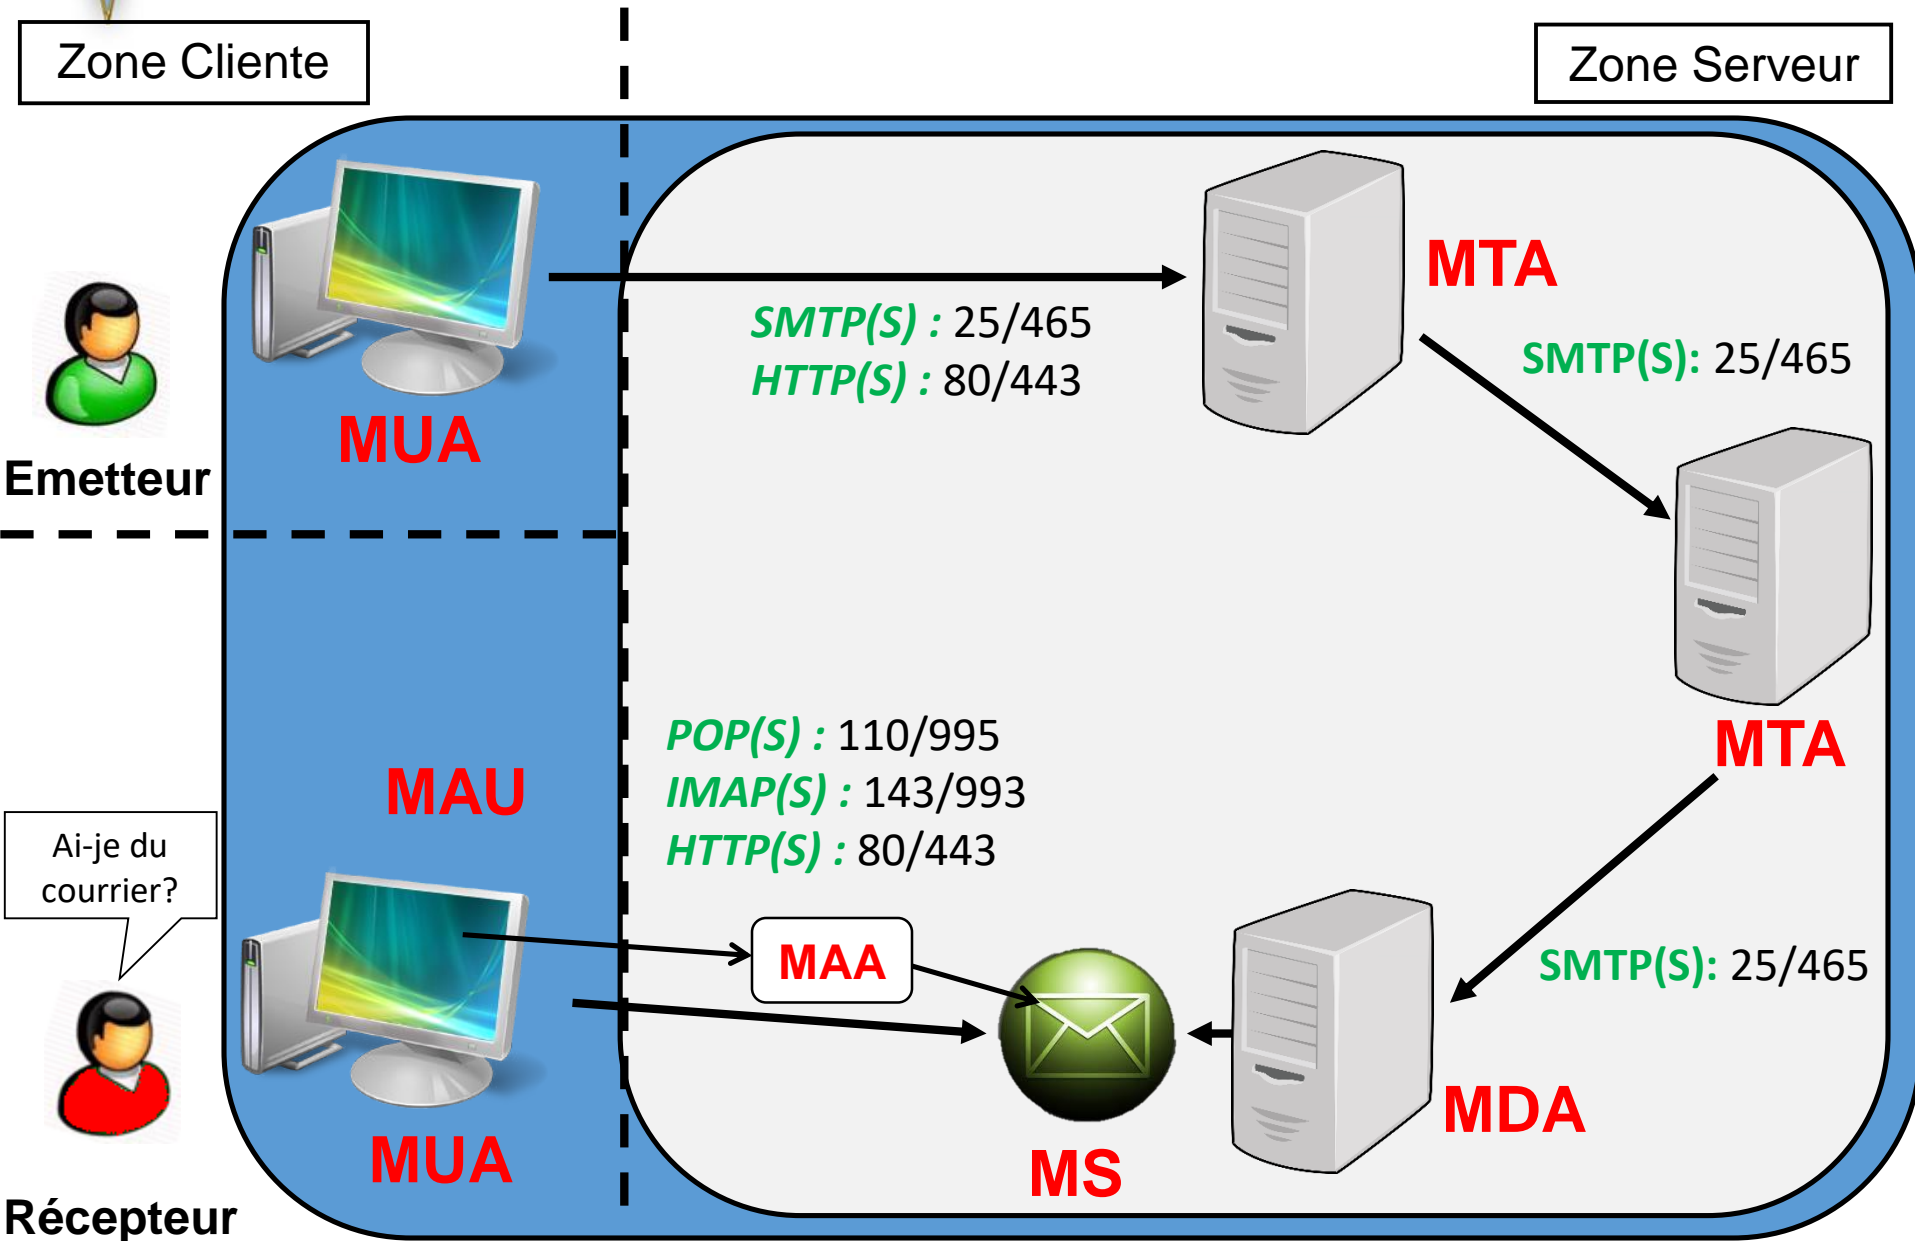 Zone Cliente
Zone Serveur
MTA
SMTP(S) : 25/465
HTTP(S) : 80/443
SMTP(S): 25/465
MUA
Emetteur
MTA
POP(S) : 110/995
IMAP(S) : 143/993
HTTP(S) : 80/443
MAU
Ai-je du
courrier?
MAA
SMTP(S): 25/465
MDA
MUA
MS
Récepteur